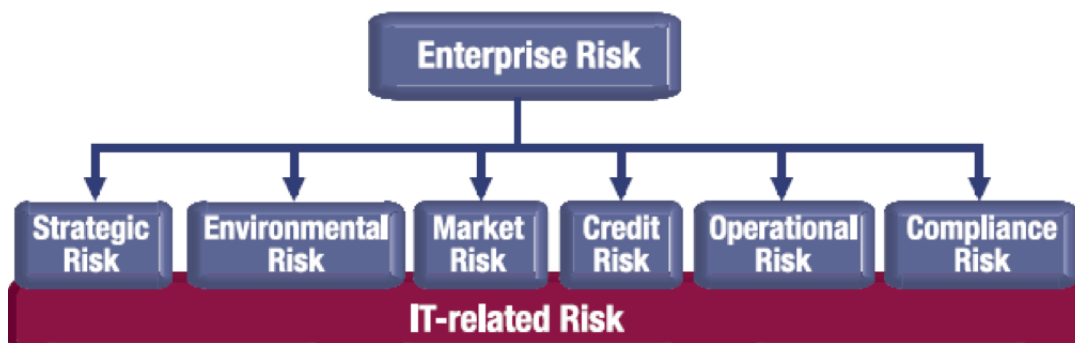 Enterprise Risk
Strategic
Risk
Environmental
Risk
Market
Risk
Credit
Risk
Operational
Risk
Compliance
Risk
IT-related Risk